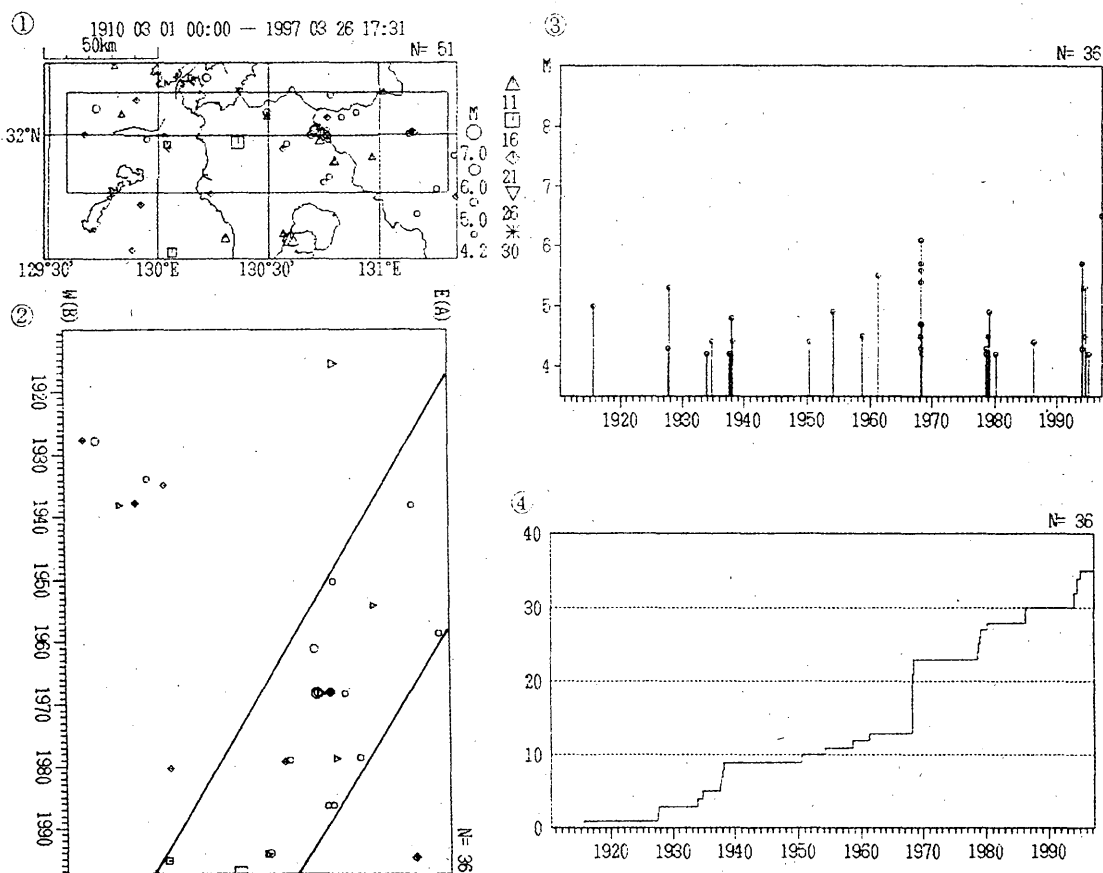 ①
1910 03 01 00:00 — 1997 03 26 17:31
50km
N= 51
32°N
129°30'
130°E
130°30'
131°E
M
7.0
6.0
5.0
4.2
11
16
21
26
30
②
W(B)
E(A)
1920
1930
1940
1950
1960
1970
1980
1990
N= 36
③
N= 36
M
8
7
6
5
4
1920 1930 1940 1950 1960 1970 1980 1990
④
N= 36
40
30
20
10
0
1920 1930 1940 1950 1960 1970 1980 1990